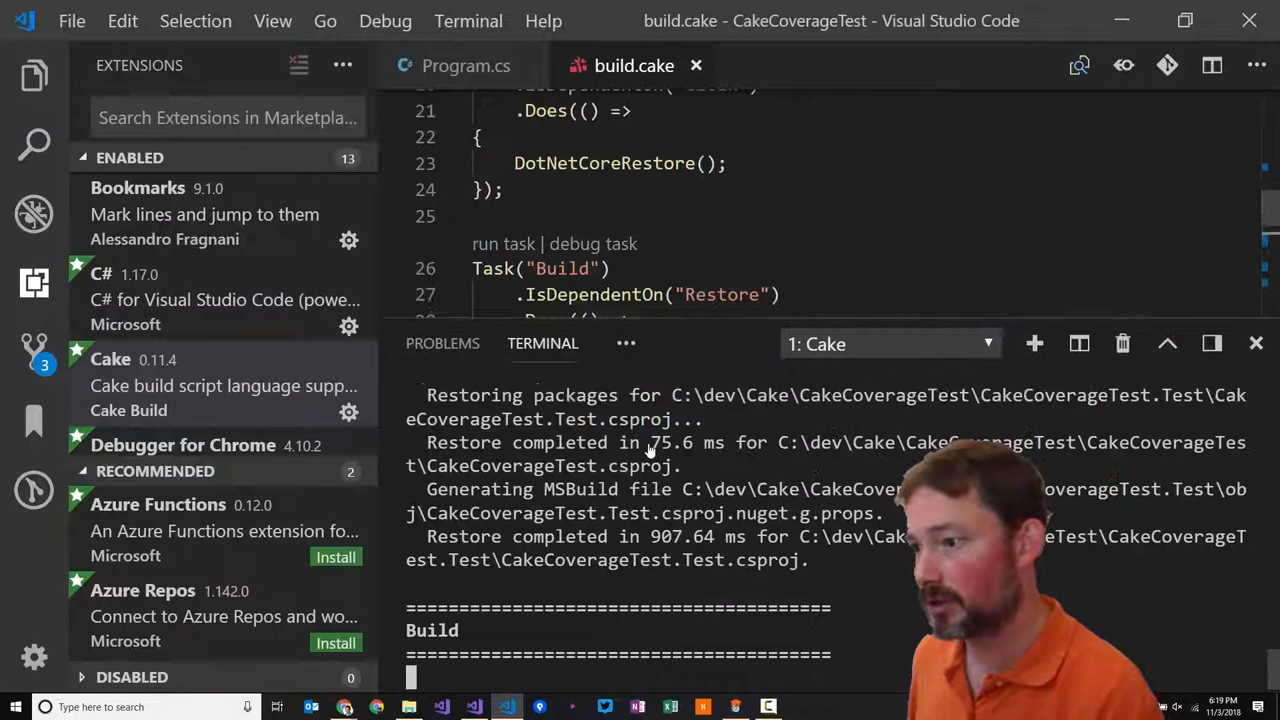 File Edit Selection View Go Debug Terminal Help build.cake - CakeCoverageTest - Visual Studio Code
EXTENSIONS
Program.cs build.cake
Search Extensions in Marketpla...
ENABLED 13
Bookmarks 9.1.0
Mark lines and jump to them
Alessandro Fragnani
C# 1.17.0
C# for Visual Studio Code (powe...
Microsoft
Cake 0.11.4
Cake build script language supp...
Cake Build
Debugger for Chrome 4.10.2
RECOMMENDED 2
Azure Functions 0.12.0
An Azure Functions extension fo...
Microsoft Install
Azure Repos 1.142.0
Connect to Azure Repos and wo...
Microsoft Install
DISABLED 0
3
21 .Does(() =>
22 {
23 DotNetCoreRestore();
24 });
25
run task | debug task
26 Task("Build")
27 .IsDependentOn("Restore")
PROBLEMS TERMINAL 1: Cake
Restoring packages for C:\dev\Cake\CakeCoverageTest\CakeCoverageTest.Test\Cak
eCoverageTest.Test.csproj...
Restore completed in 75.6 ms for C:\dev\Cake\CakeCoverageTest\CakeCoverageTes
t\CakeCoverageTest.csproj.
Generating MSBuild file C:\dev\Cake\CakeCov overageTest.Test\ob
j\CakeCoverageTest.Test.csproj.nuget.g.props.
Restore completed in 907.64 ms for C:\dev\Cake\Cak eTest\CakeCoverageT
est.Test\CakeCoverageTest.Test.csproj.
========================================
Build
========================================
Type here to search
6:19 PM
11/3/2018